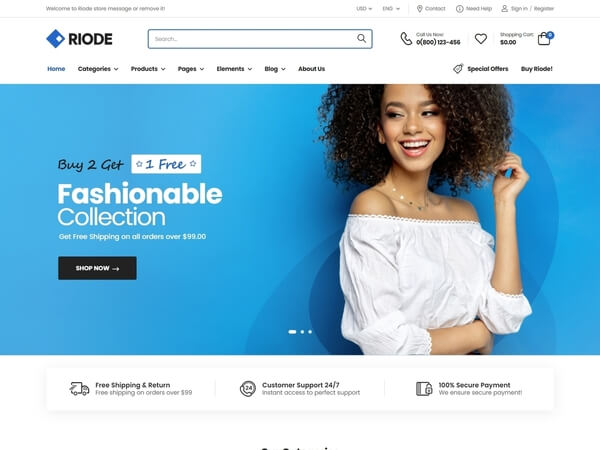 Welcome to Riode store message or remove it!
USD
ENG
Contact
Need Help
Sign in / Register
RIODE
Search...
Call Us Now:
0(800) 123-456
Shopping Cart:
$0.00
0
Home
Categories
Products
Pages
Elements
Blog
About Us
Special Offers
Buy Riode!
Buy 2 Get
1 Free
Fashionable
Collection
Get Free Shipping on all orders over $99.00
SHOP NOW
Free Shipping & Return
Free shipping on orders over $99
24
Customer Support 24/7
Instant access to perfect support
100% Secure Payment
We ensure secure payment!